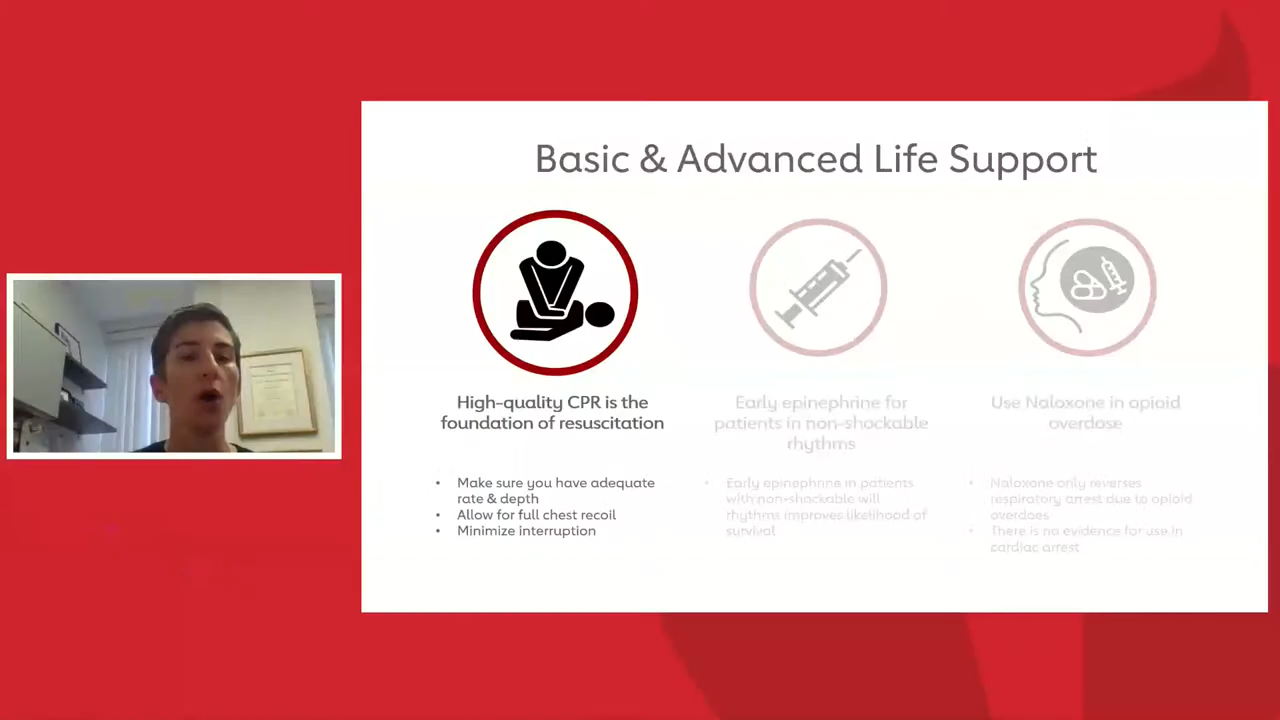 Basic & Advanced Life Support
High-quality CPR is the
foundation of resuscitation
• Make sure you have adequate
rate & depth
• Allow for full chest recoil
• Minimize interruption
Early epinephrine for
patients in non-shockable
rhythms
• Early epinephrine in patients
with non-shockable will
rhythms improves likelihood of
survival
Use Naloxone in opioid
overdose
• Naloxone only reverses
respiratory arrest due to opioid
overdoes
• There is no evidence for use in
cardiac arrest